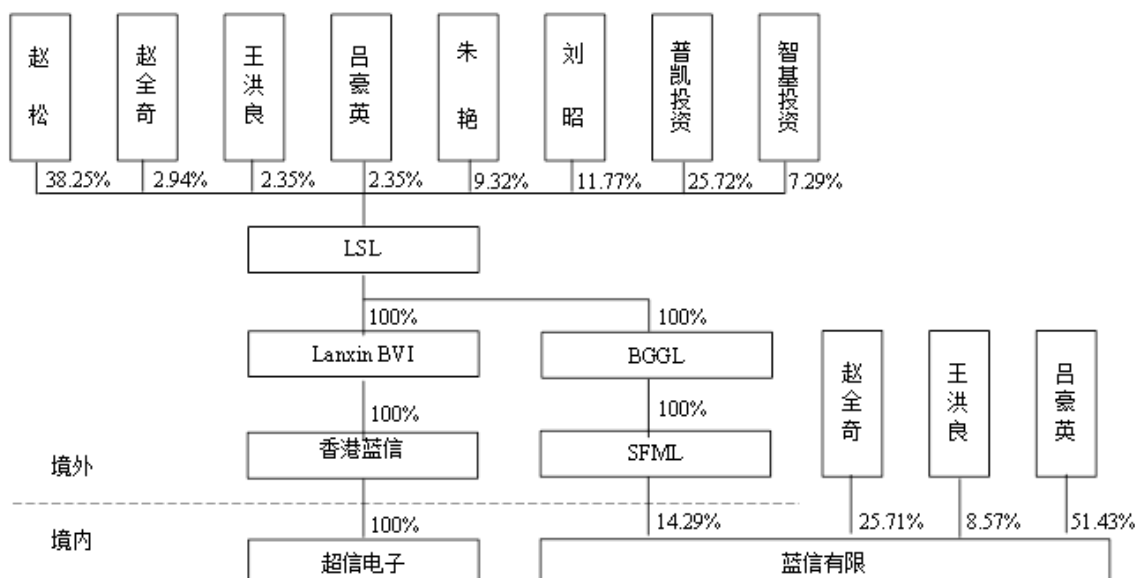 赵松
赵全奇
王洪良
吕豪英
朱艳
刘昭
普凯投资
智基投资
38.25%
2.94%
2.35%
2.35%
9.32%
11.77%
25.72%
7.29%
LSL
100%
100%
Lanxin BVI
BGGL
赵全奇
王洪良
吕豪英
100%
100%
香港蓝信
SFML
境外
境内
100%
14.29%
25.71%
8.57%
51.43%
超信电子
蓝信有限